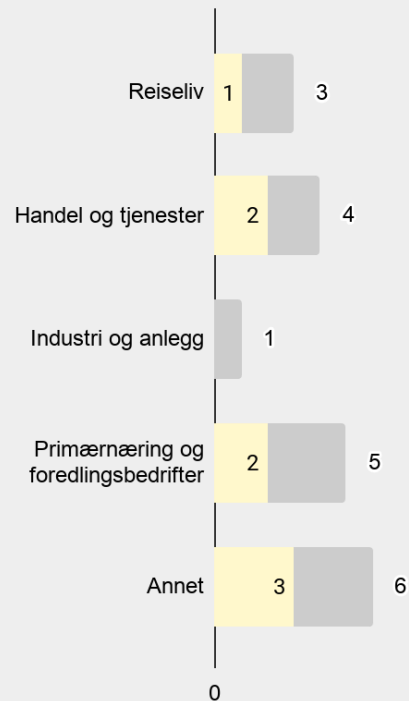 Reiseliv
1
3
Handel og tjenester
2
4
Industri og anlegg
1
Primærnæring og
foredlingsbedrifter
2
5
Annet
3
6
0